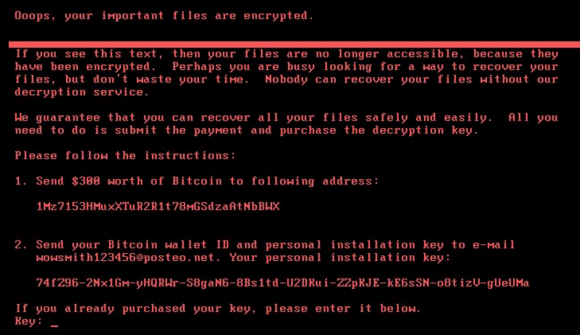 Ooops, your important files are encrypted.
If you see this text, then your files are no longer accessible, because they
have been encrypted. Perhaps you are busy looking for a way to recover your
files, but don't waste your time. Nobody can recover your files without our
decryption service.
We guarantee that you can recover all your files safely and easily. All you
need to do is submit the payment and purchase the decryption key.
Please follow the instructions:
1. Send $300 worth of Bitcoin to following address:
1Mz7153HMuxXTuR2R1t78mGSdzaAtNbBWX
2. Send your Bitcoin wallet ID and personal installation key to e-mail
wowsmith123456@posteo.net. Your personal installation key:
74fZ96-2Nx1Gm-yHQRWr-S8gaN6-8Bs1td-U2DKui-ZZpKJE-kE6sSN-o8tizV-gUeUMa
If you already purchased your key, please enter it below.
Key: _